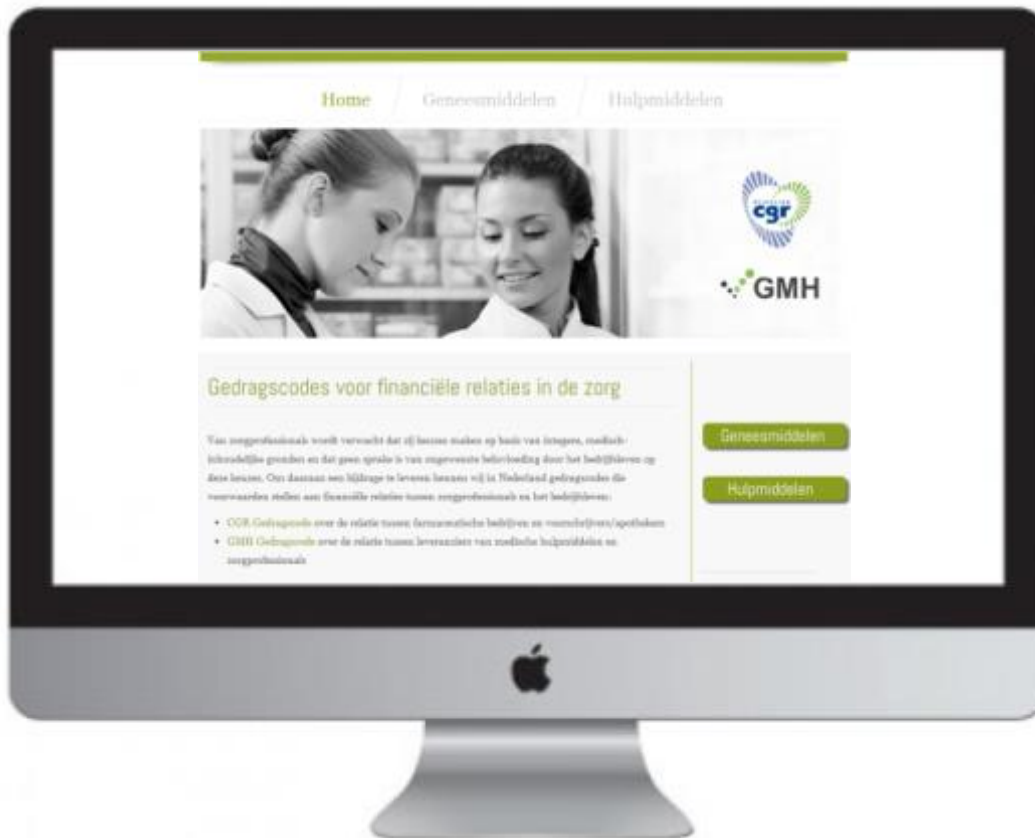 Home
Geneesmiddelen
Hulpmiddelen
cgr
GMH
Gedragscodes voor financiële relaties in de zorg
Van zorgprofessionals wordt verwacht dat zij keuzes maken op basis van integere, medisch-
inhoudelijke gronden en dat geen sprake is van ongewenste beïnvloeding door het bedrijfsleven op
deze keuzes. Om daaraan een bijdrage te leveren kennen wij in Nederland gedragscodes die
voorwaarden stellen aan financiële relaties tussen zorgprofessionals en het bedrijfsleven:
• CGR Gedragscode over de relatie tussen farmaceutische bedrijven en voorschrijvers/apothekers
• GMH Gedragscode over de relatie tussen leveranciers van medische hulpmiddelen en
zorgprofessionals
Geneesmiddelen
Hulpmiddelen